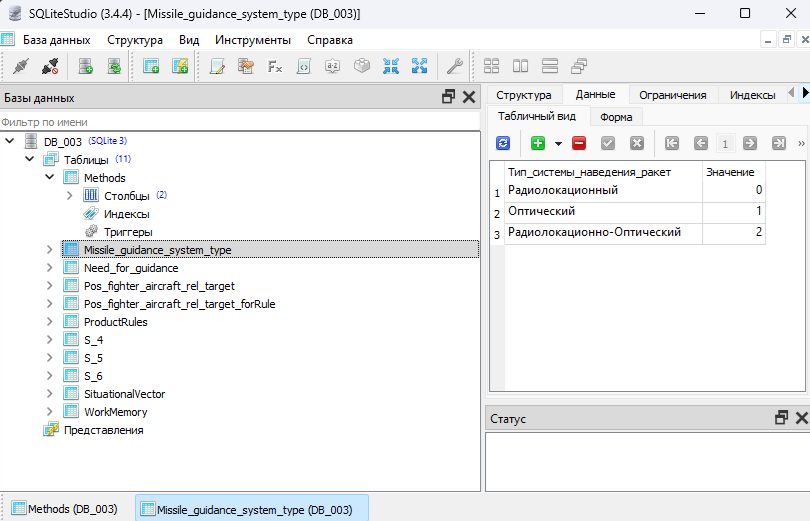 SQLiteStudio (3.4.4) - [Missile_guidance_system_type (DB_003)]
База данных Структура Вид Инструменты Справка
Базы данных
Фильтр по имени
DB_003 (SQLite 3)
Таблицы (11)
Methods
Столбцы (2)
Индексы
Триггеры
Missile_guidance_system_type
Need_for_guidance
Pos_fighter_aircraft_rel_target
Pos_fighter_aircraft_rel_target_forRule
ProductRules
S_4
S_5
S_6
SituationalVector
WorkMemory
Представления
Структура Данные Ограничения Индексы
Табличный вид Форма
1
Тип_системы_наведения_ракет Значение
1 Радиолокационный 0
2 Оптический 1
3 Радиолокационно-Оптический 2
Статус
Methods (DB_003) Missile_guidance_system_type (DB_003)